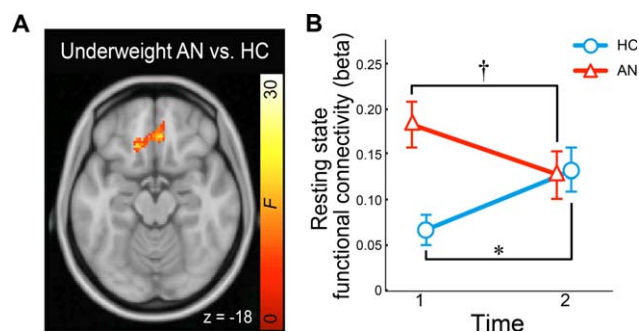 A
Underweight AN vs. HC
30
F
0
z = -18
B
HC
AN
Resting state
functional connectivity (beta)
0.25
0.20
0.15
0.10
0.05
0
†
*
1
2
Time